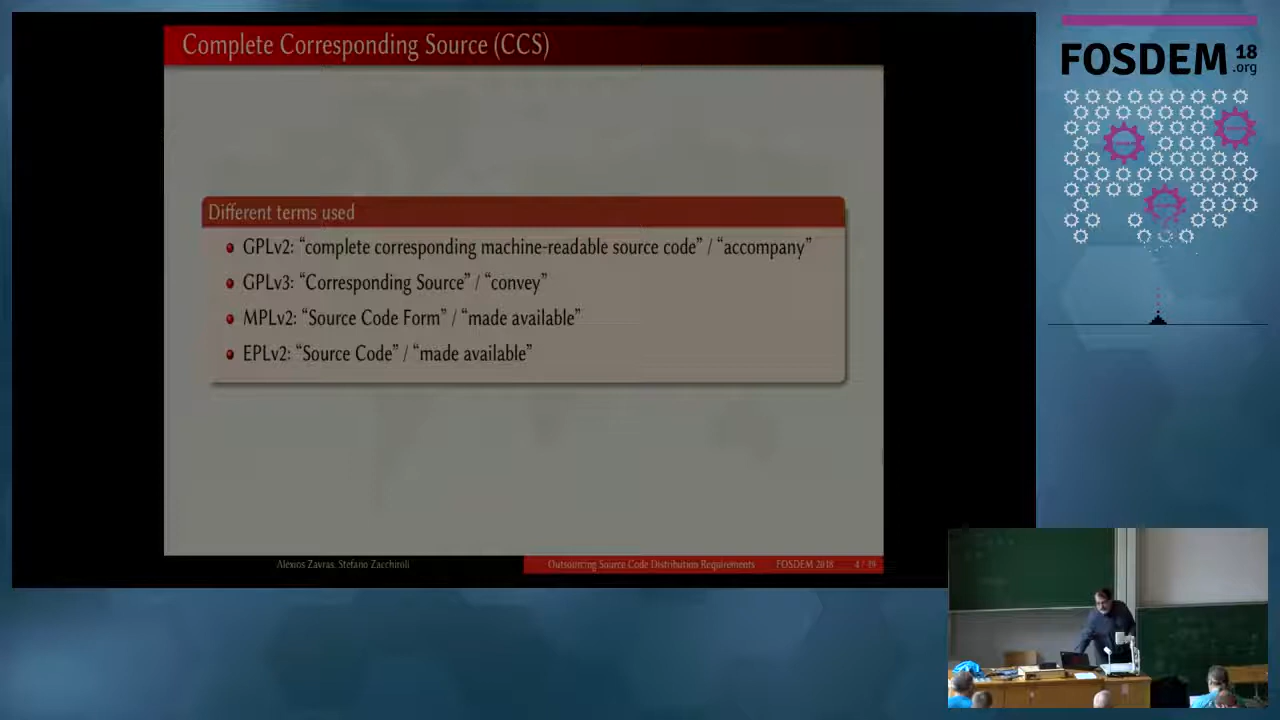 Complete Corresponding Source (CCS)
Different terms used
GPLv2: “complete corresponding machine-readable source code” / “accompany”
GPLv3: “Corresponding Source” / “convey”
MPLv2: “Source Code Form” / “made available”
EPLv2: “Source Code” / “made available”
Alexios Zavras, Stefano Zacchiroli
Outsourcing Source Code Distribution Requirements
FOSDEM 2018
4 / 19
FOSDEM 18
.org